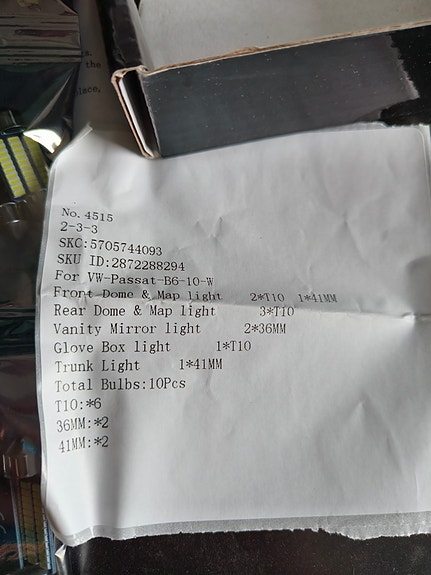 the
No. 4515
2-3-3
SKC:5705744093
SKU ID:2872288294
For VW-Passat-B6-10-W
Front Dome & Map light 2*T10 1*41MM
Rear Dome & Map light 3*T10
Vanity Mirror light 2*36MM
Glove Box light 1*T10
Trunk Light 1*41MM
Total Bulbs:10Pcs
T10:*6
36MM:*2
41MM:*2